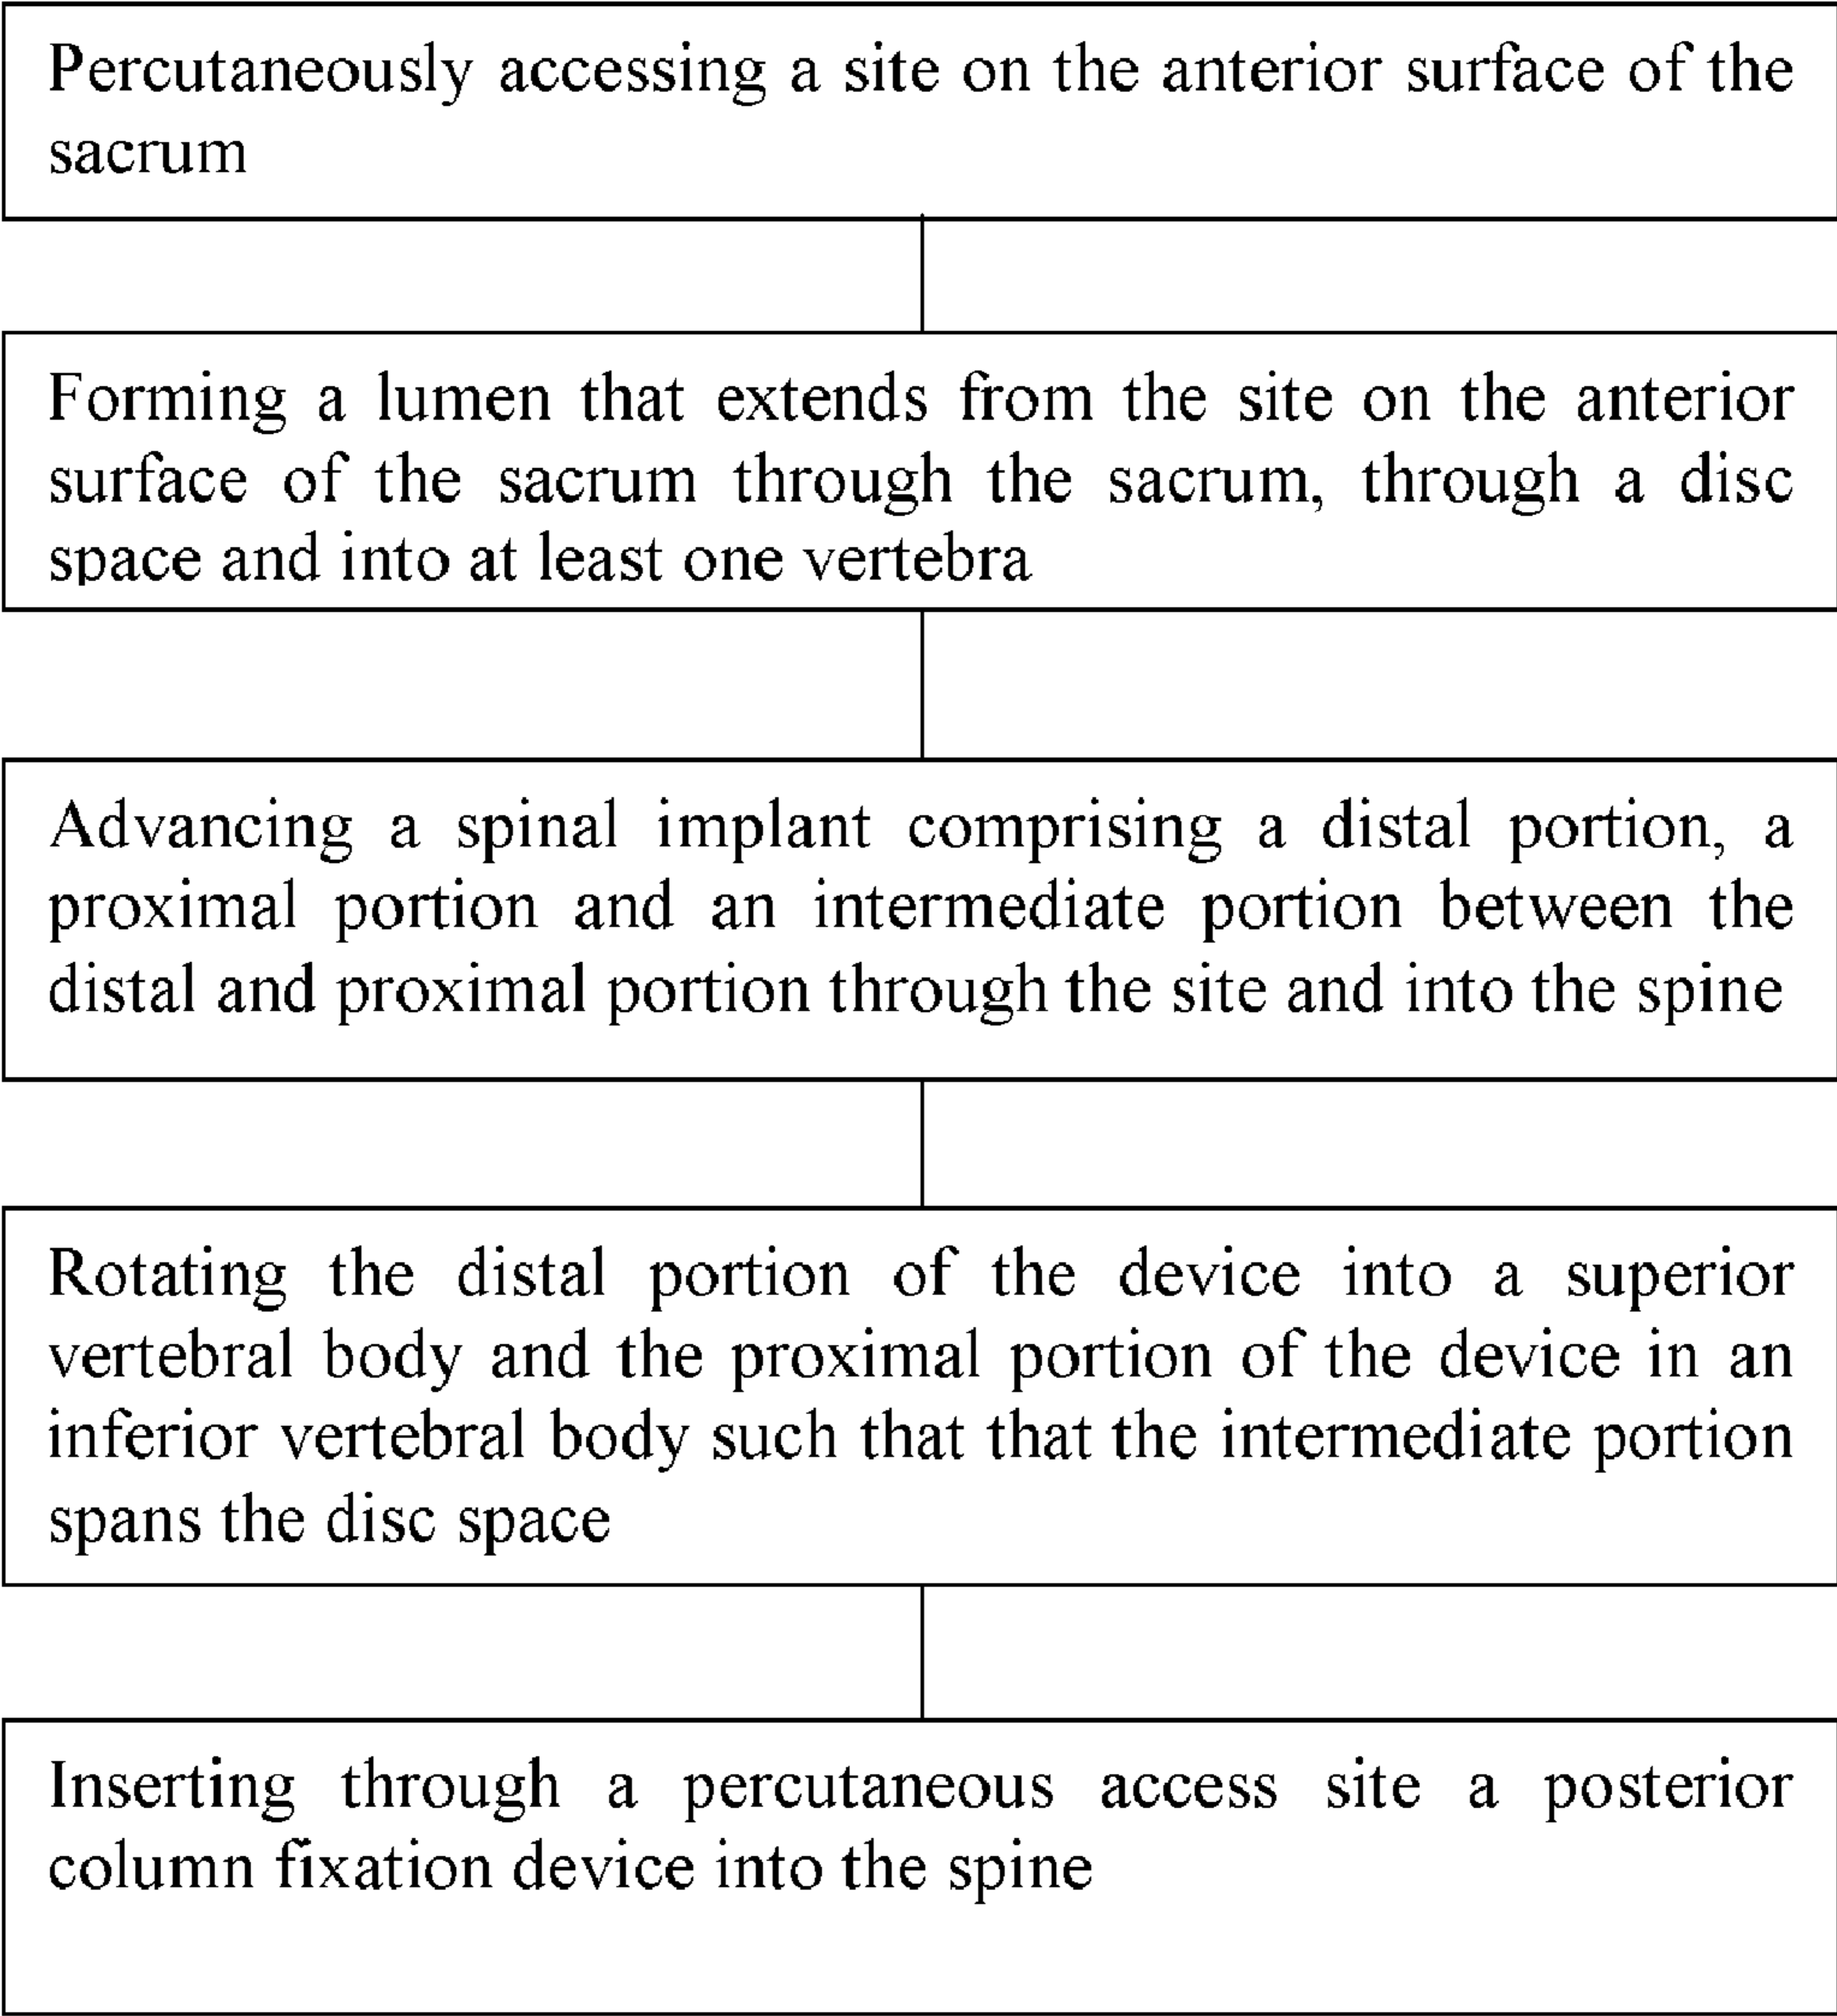 Percutaneously accessing a site on the anterior surface of the
sacrum
Forming a lumen that extends from the site on the anterior
surface of the sacrum through the sacrum, through a disc
space and into at least one vertebra
Advancing a spinal implant comprising a distal portion, a
proximal portion and an intermediate portion between the
distal and proximal portion through the site and into the spine
Rotating the distal portion of the device into a superior
vertebral body and the proximal portion of the device in an
inferior vertebral body such that that the intermediate portion
spans the disc space
Inserting through a percutaneous access site a posterior
column fixation device into the spine